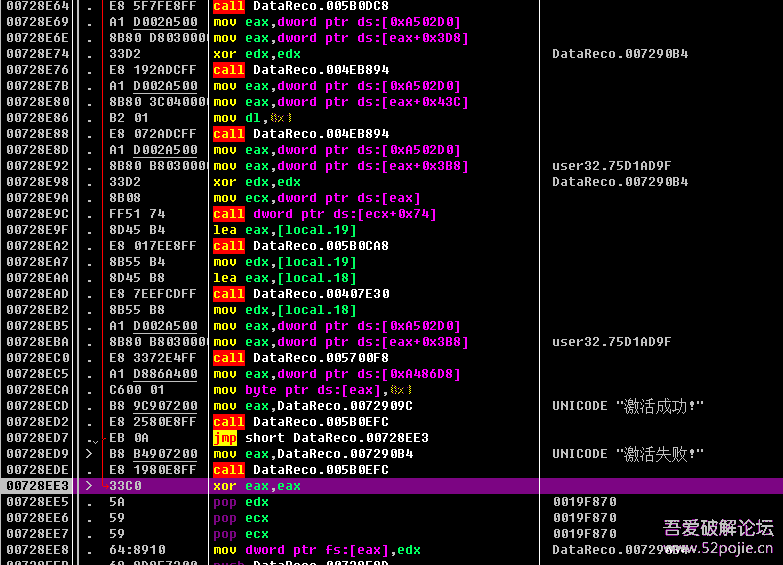 00728E64 . E8 5F7FE8FF call DataReco.005B0DC8
00728E69 . A1 D002A500 mov eax,dword ptr ds:[0xA502D0]
00728E6E . 8B80 D8030000 mov eax,dword ptr ds:[eax+0x3D8]
00728E74 . 33D2 xor edx,edx DataReco.007290B4
00728E76 . E8 192ADCFF call DataReco.004EB894
00728E7B . A1 D002A500 mov eax,dword ptr ds:[0xA502D0]
00728E80 . 8B80 3C040000 mov eax,dword ptr ds:[eax+0x43C]
00728E86 . B2 01 mov dl,0x1
00728E88 . E8 072ADCFF call DataReco.004EB894
00728E8D . A1 D002A500 mov eax,dword ptr ds:[0xA502D0]
00728E92 . 8B80 B8030000 mov eax,dword ptr ds:[eax+0x3B8] user32.75D1AD9F
00728E98 . 33D2 xor edx,edx DataReco.007290B4
00728E9A . 8B08 mov ecx,dword ptr ds:[eax]
00728E9C . FF51 74 call dword ptr ds:[ecx+0x74]
00728E9F . 8D45 B4 lea eax,[local.19]
00728EA2 . E8 017EE8FF call DataReco.005B0CA8
00728EA7 . 8B55 B4 mov edx,[local.19]
00728EAA . 8D45 B8 lea eax,[local.18]
00728EAD . E8 7EEFCDFF call DataReco.00407E30
00728EB2 . 8B55 B8 mov edx,[local.18]
00728EB5 . A1 D002A500 mov eax,dword ptr ds:[0xA502D0]
00728EBA . 8B80 B8030000 mov eax,dword ptr ds:[eax+0x3B8] user32.75D1AD9F
00728EC0 . E8 3372E4FF call DataReco.005700F8
00728EC5 . A1 D886A400 mov eax,dword ptr ds:[0xA486D8]
00728ECA . C600 01 mov byte ptr ds:[eax],0x1
00728ECD . B8 9C907200 mov eax,DataReco.0072909C UNICODE "激活成功!"
00728ED2 . E8 2580E8FF call DataReco.005B0EFC
00728ED7 . EB 0A jmp short DataReco.00728EE3
00728ED9 > B8 B4907200 mov eax,DataReco.007290B4 UNICODE "激活失败!"
00728EDE . E8 1980E8FF call DataReco.005B0EFC
00728EE3 > 33C0 xor eax,eax
00728EE5 . 5A pop edx 0019F870
00728EE6 . 59 pop ecx 0019F870
00728EE7 . 59 pop ecx 0019F870
00728EE8 . 64:8910 mov dword ptr fs:[eax],edx DataReco.007290B4
吾爱破解论坛
www.52pojie.cn